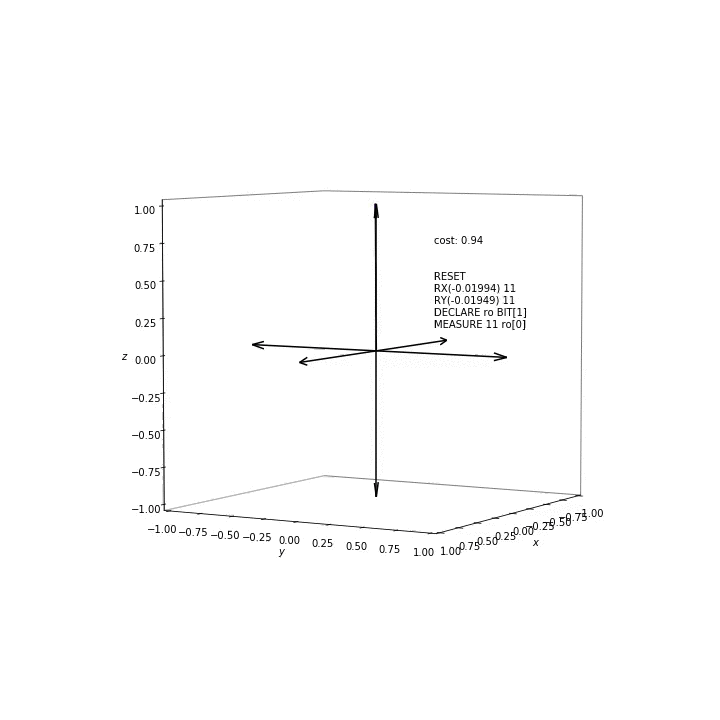 cost: 0.94
RESET
RX(-0.01994) 11
RY(-0.01949) 11
DECLARE ro BIT[1]
MEASURE 11 ro[0]
1.00
0.75
0.50
0.25
z 0.00
−0.25
−0.50
−0.75
−1.00
−1.00 −0.75 −0.50 −0.25 0.00 0.25 0.50 0.75 1.00
y
1.00 0.75 0.50 0.25 0.00 −0.25 −0.50 −0.75 −1.00
x